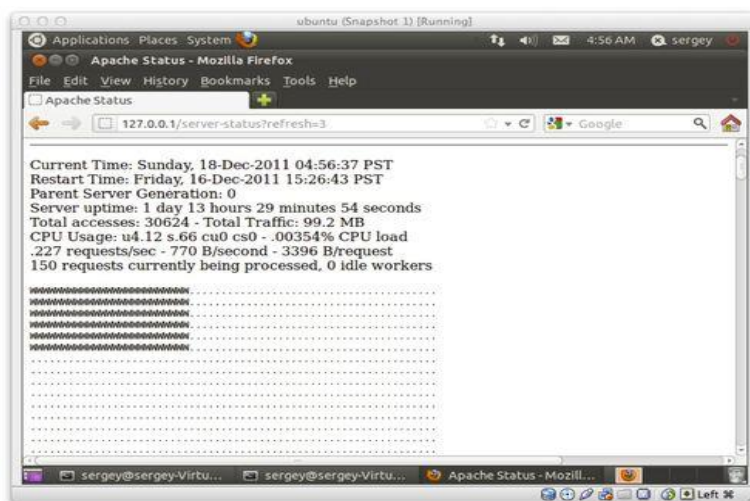 ubuntu (Snapshot 1) [Running]
Applications Places System 4:56 AM sergey
Apache Status - Mozilla Firefox
File Edit View History Bookmarks Tools Help
Apache Status
127.0.0.1/server-status?refresh=3 Google
Current Time: Sunday, 18-Dec-2011 04:56:37 PST
Restart Time: Friday, 16-Dec-2011 15:26:43 PST
Parent Server Generation: 0
Server uptime: 1 day 13 hours 29 minutes 54 seconds
Total accesses: 30624 - Total Traffic: 99.2 MB
CPU Usage: u4.12 s.66 cu0 cs0 - .00354% CPU load
.227 requests/sec - 770 B/second - 3396 B/request
150 requests currently being processed, 0 idle workers
sergey@sergey-Virtu... sergey@sergey-Virtu... Apache Status - Mozill...
Left ⌘